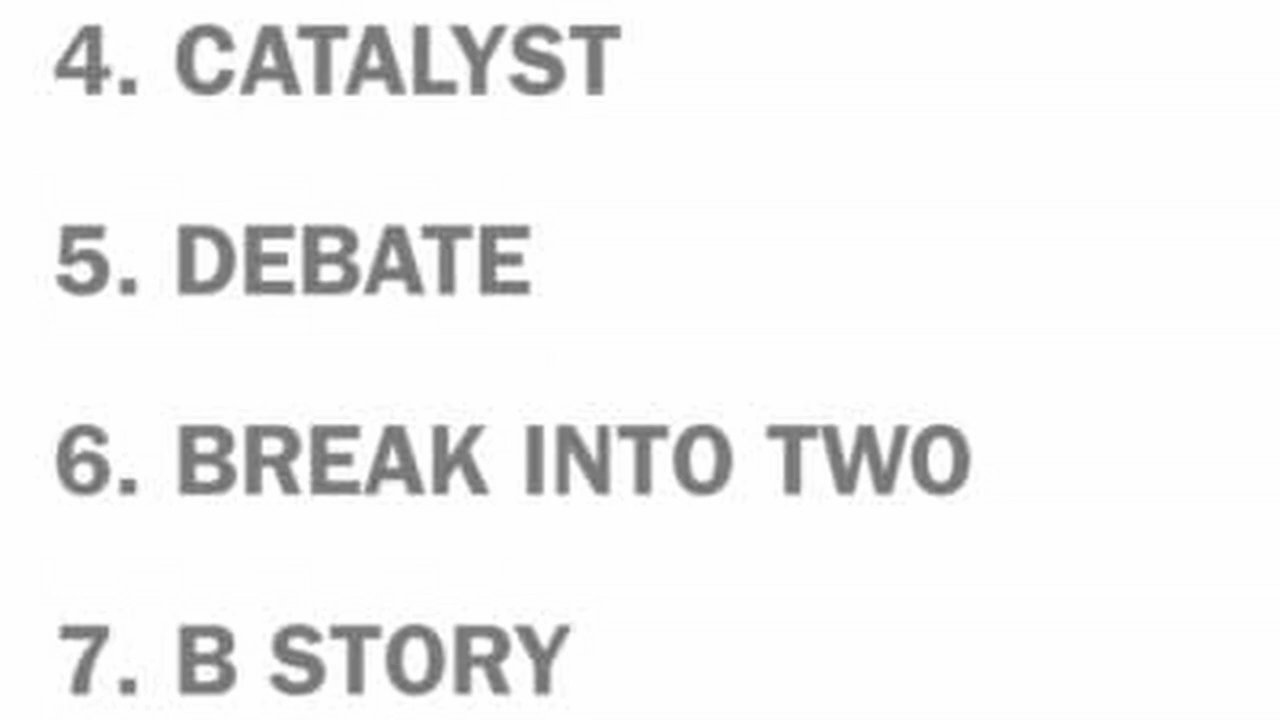 4. CATALYST
5. DEBATE
6. BREAK INTO TWO
7. B STORY